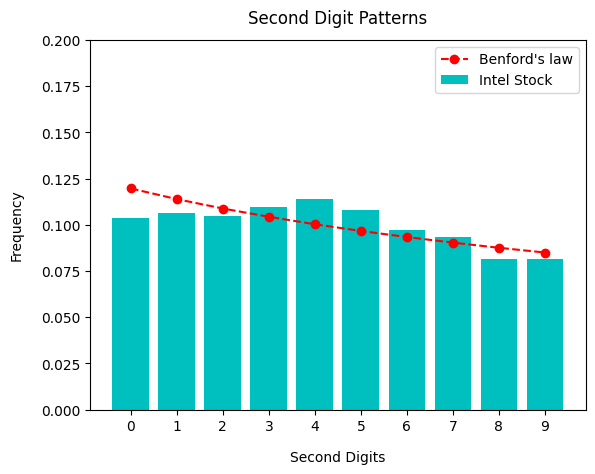 Second Digit Patterns
Benford's law
Intel Stock
Frequency
0.200
0.175
0.150
0.125
0.100
0.075
0.050
0.025
0.000
0 1 2 3 4 5 6 7 8 9
Second Digits